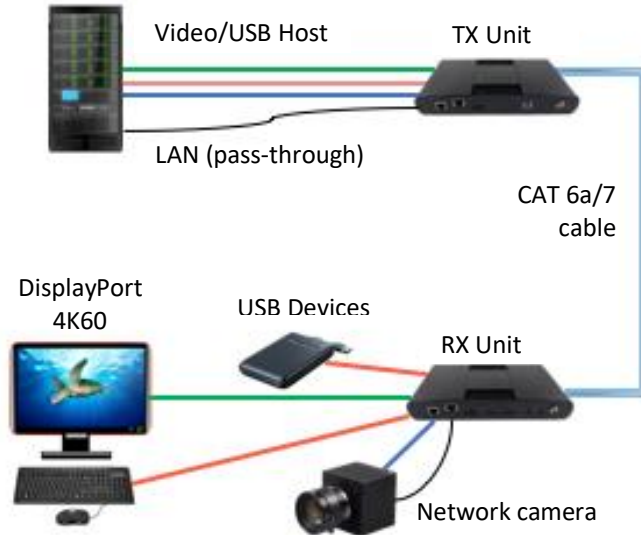 Video/USB Host
TX Unit
LAN (pass-through)
CAT 6a/7
cable
DisplayPort
4K60
USB Devices
RX Unit
Network camera